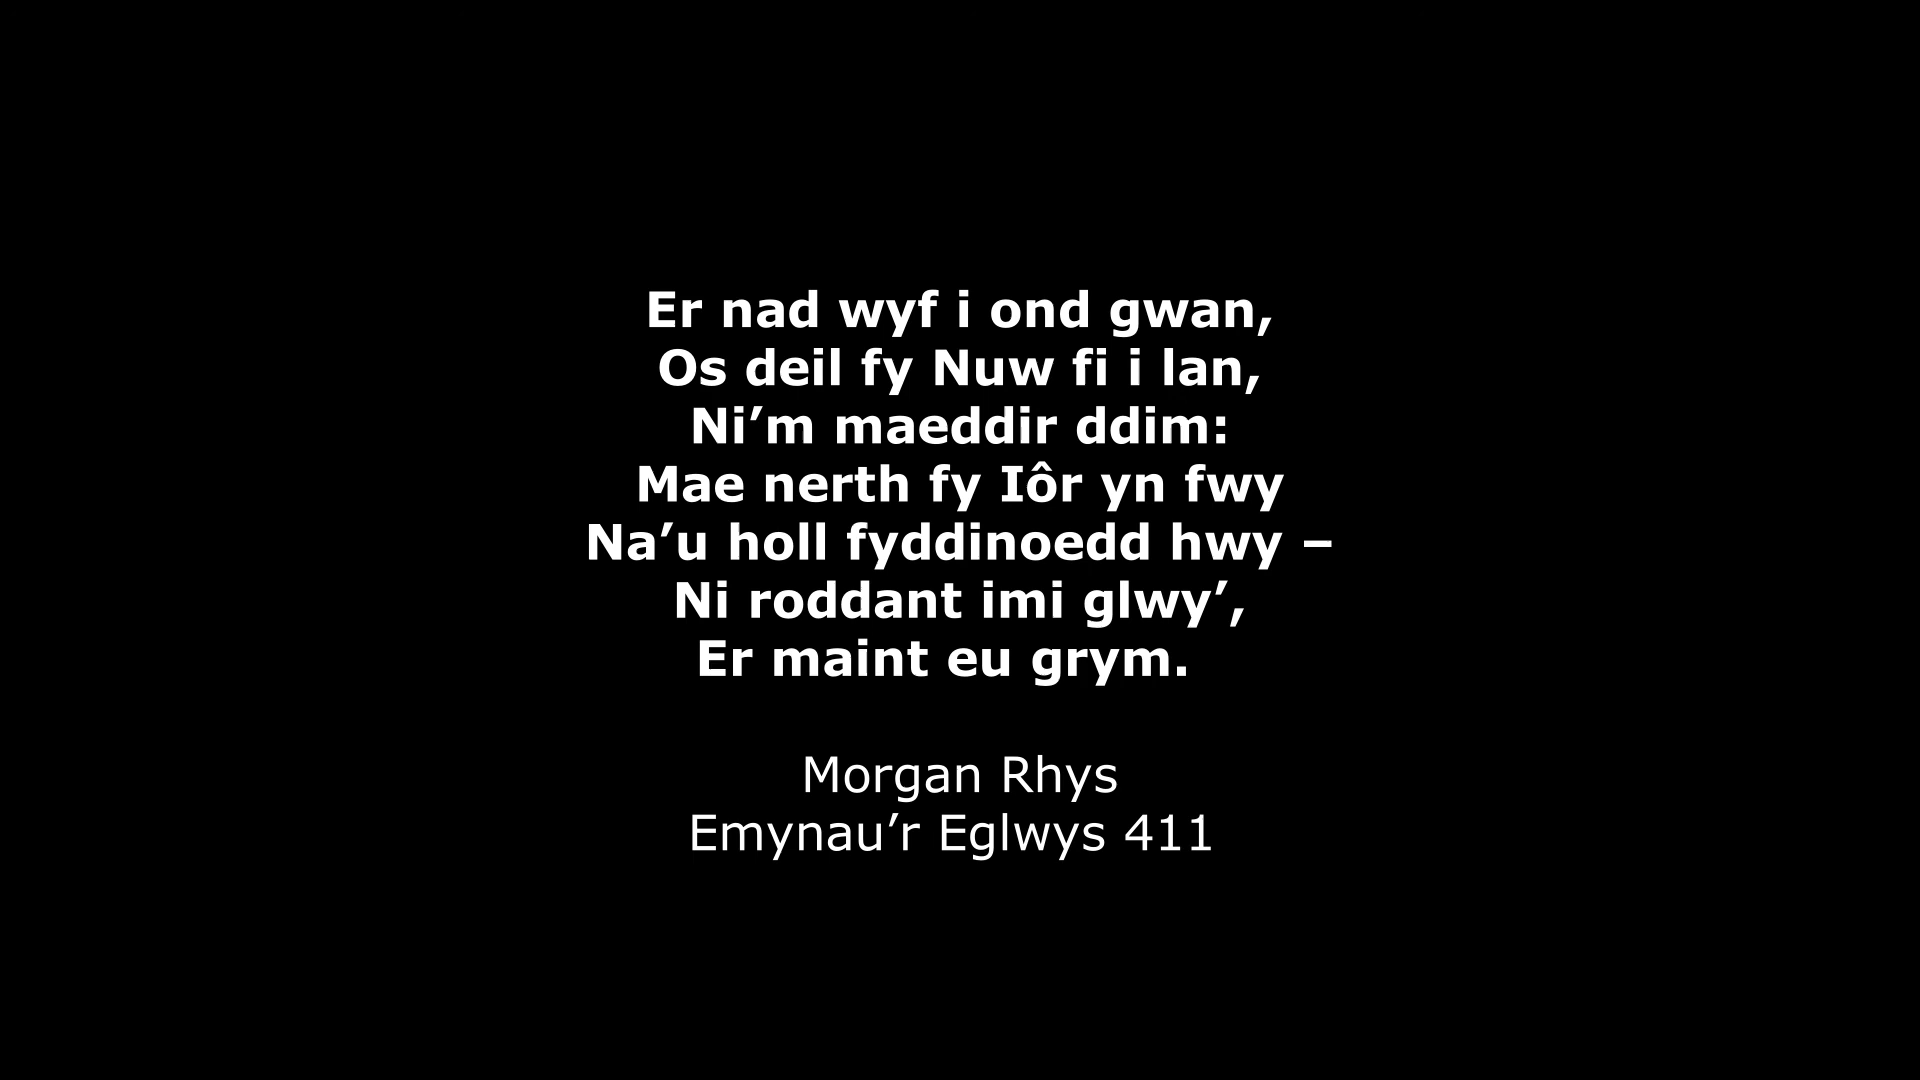 Er nad wyf i ond gwan,
Os deil fy Nuw fi i lan,
Ni’m maeddir ddim:
Mae nerth fy Iôr yn fwy
Na’u holl fyddinoedd hwy –
Ni roddant imi glwy’,
Er maint eu grym.
Morgan Rhys
Emynau’r Eglwys 411